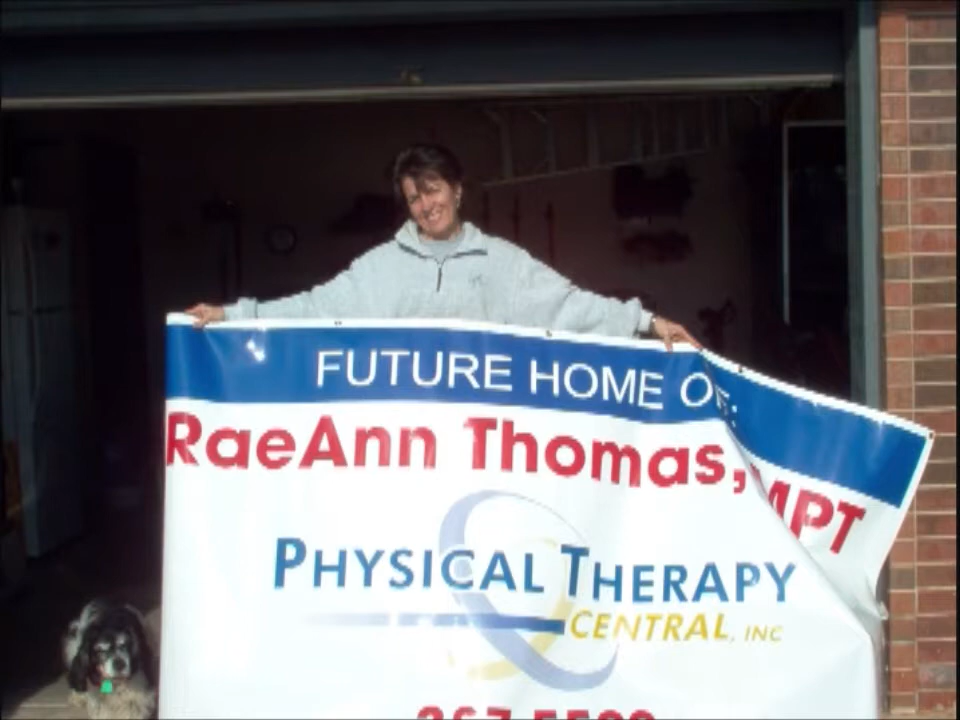 FUTURE HOME OF:
RaeAnn Thomas, MPT
PHYSICAL THERAPY
CENTRAL, INC